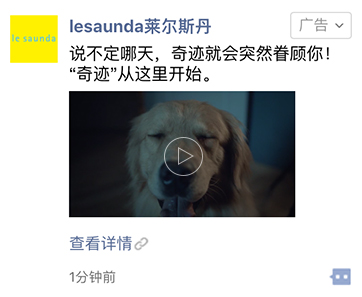 lesaunda莱尔斯丹
广告
le saunda
说不定哪天，奇迹就会突然眷顾你！
“奇迹”从这里开始。
查看详情
1分钟前